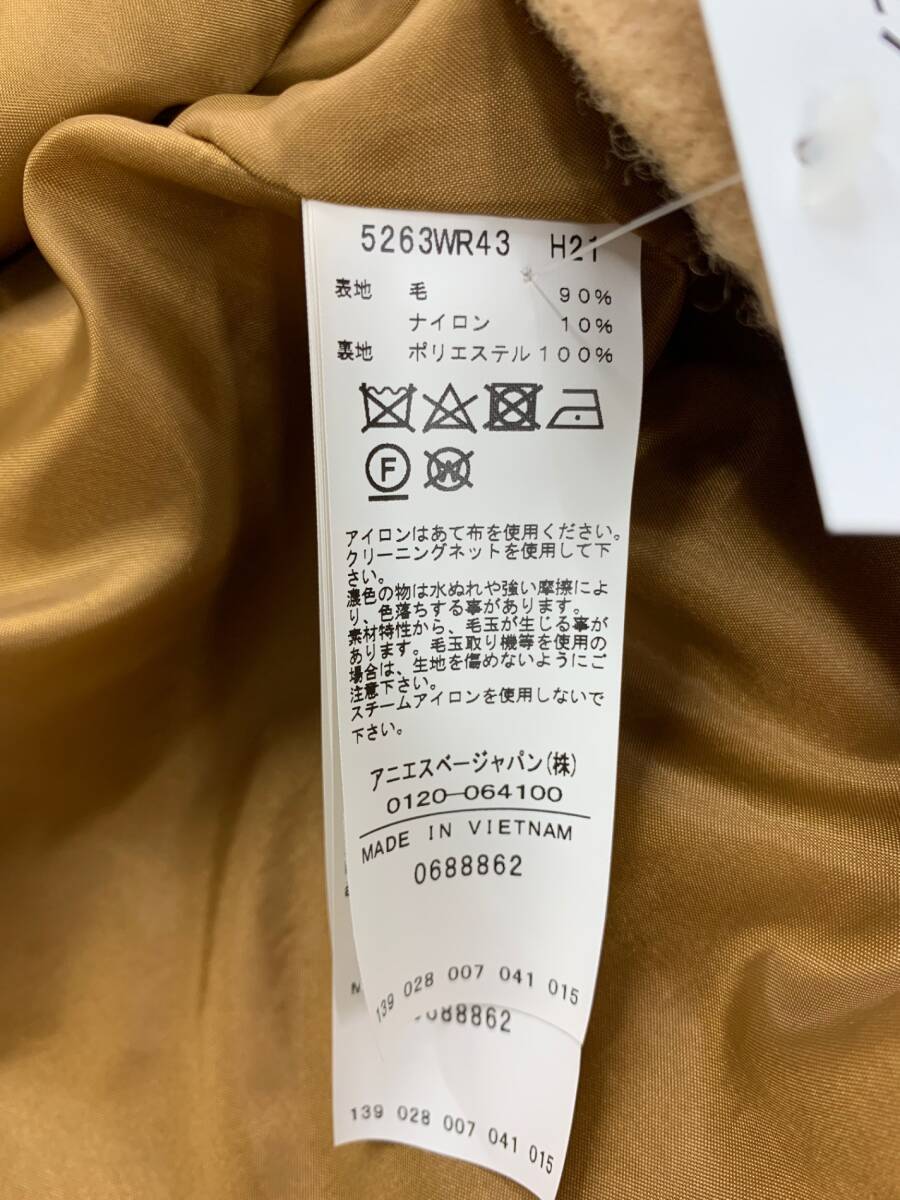 5263WR43 H21
表地 毛 90%
ナイロン 10%
裏地 ポリエステル 100%
F
W
アイロンはあて布を使用ください。
クリーニングネットを使用して下
さい。
濃色の物は水ぬれや強い摩擦によ
り、色落ちする事があります。
素材特性から、毛玉が生じる事が
あります。毛玉取り機等を使用の
場合は、生地を傷めないようにご
注意下さい。
スチームアイロンを使用しないで
下さい。
アニエスベージャパン(株)
0120-064100
MADE IN VIETNAM
0688862
139 028 007 041 015
139 028 007 041 015